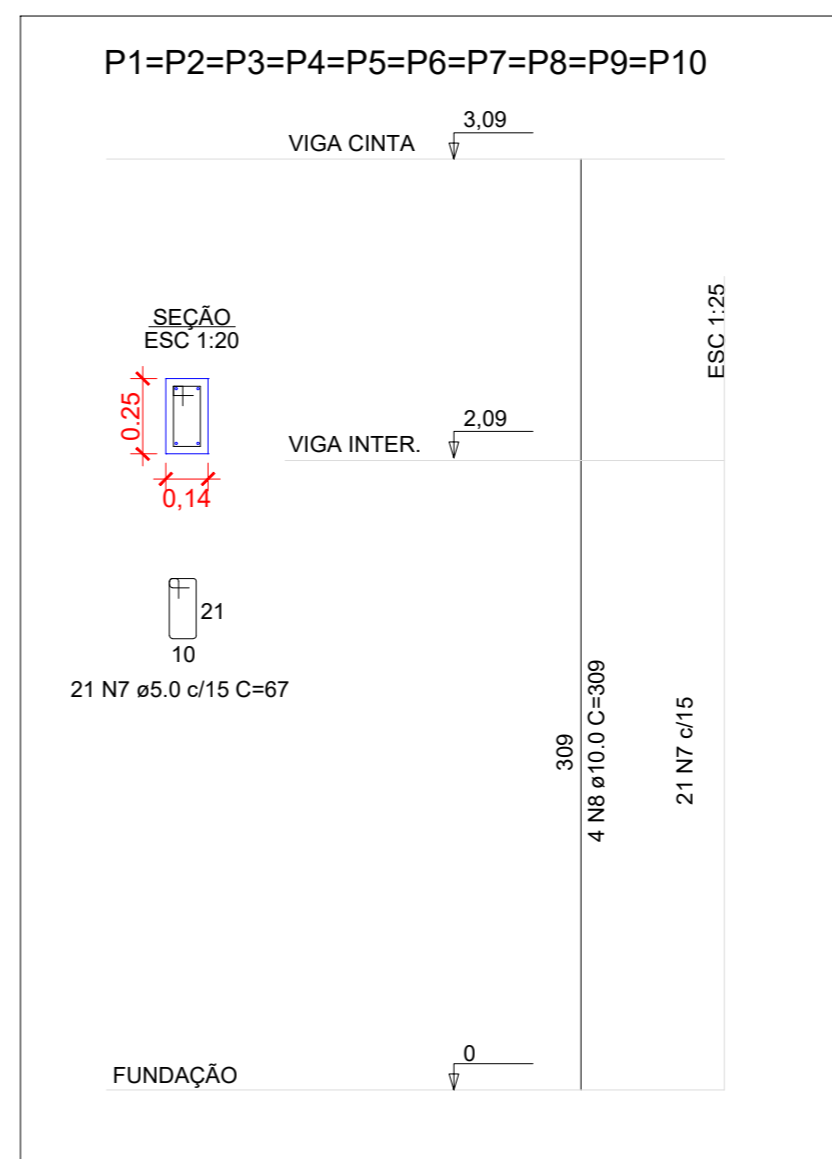 P1=P2=P3=P4=P5=P6=P7=P8=P9=P10
3,09
VIGA CINTA
SEÇÃO
ESC 1:20
ESC 1:25
0.25
2,09
VIGA INTER.
0,14
21
10
21 N7 ø5.0 c/15 C=67
309
4 N8 ø10.0 C=309
21 N7 c/15
0
FUNDAÇÃO